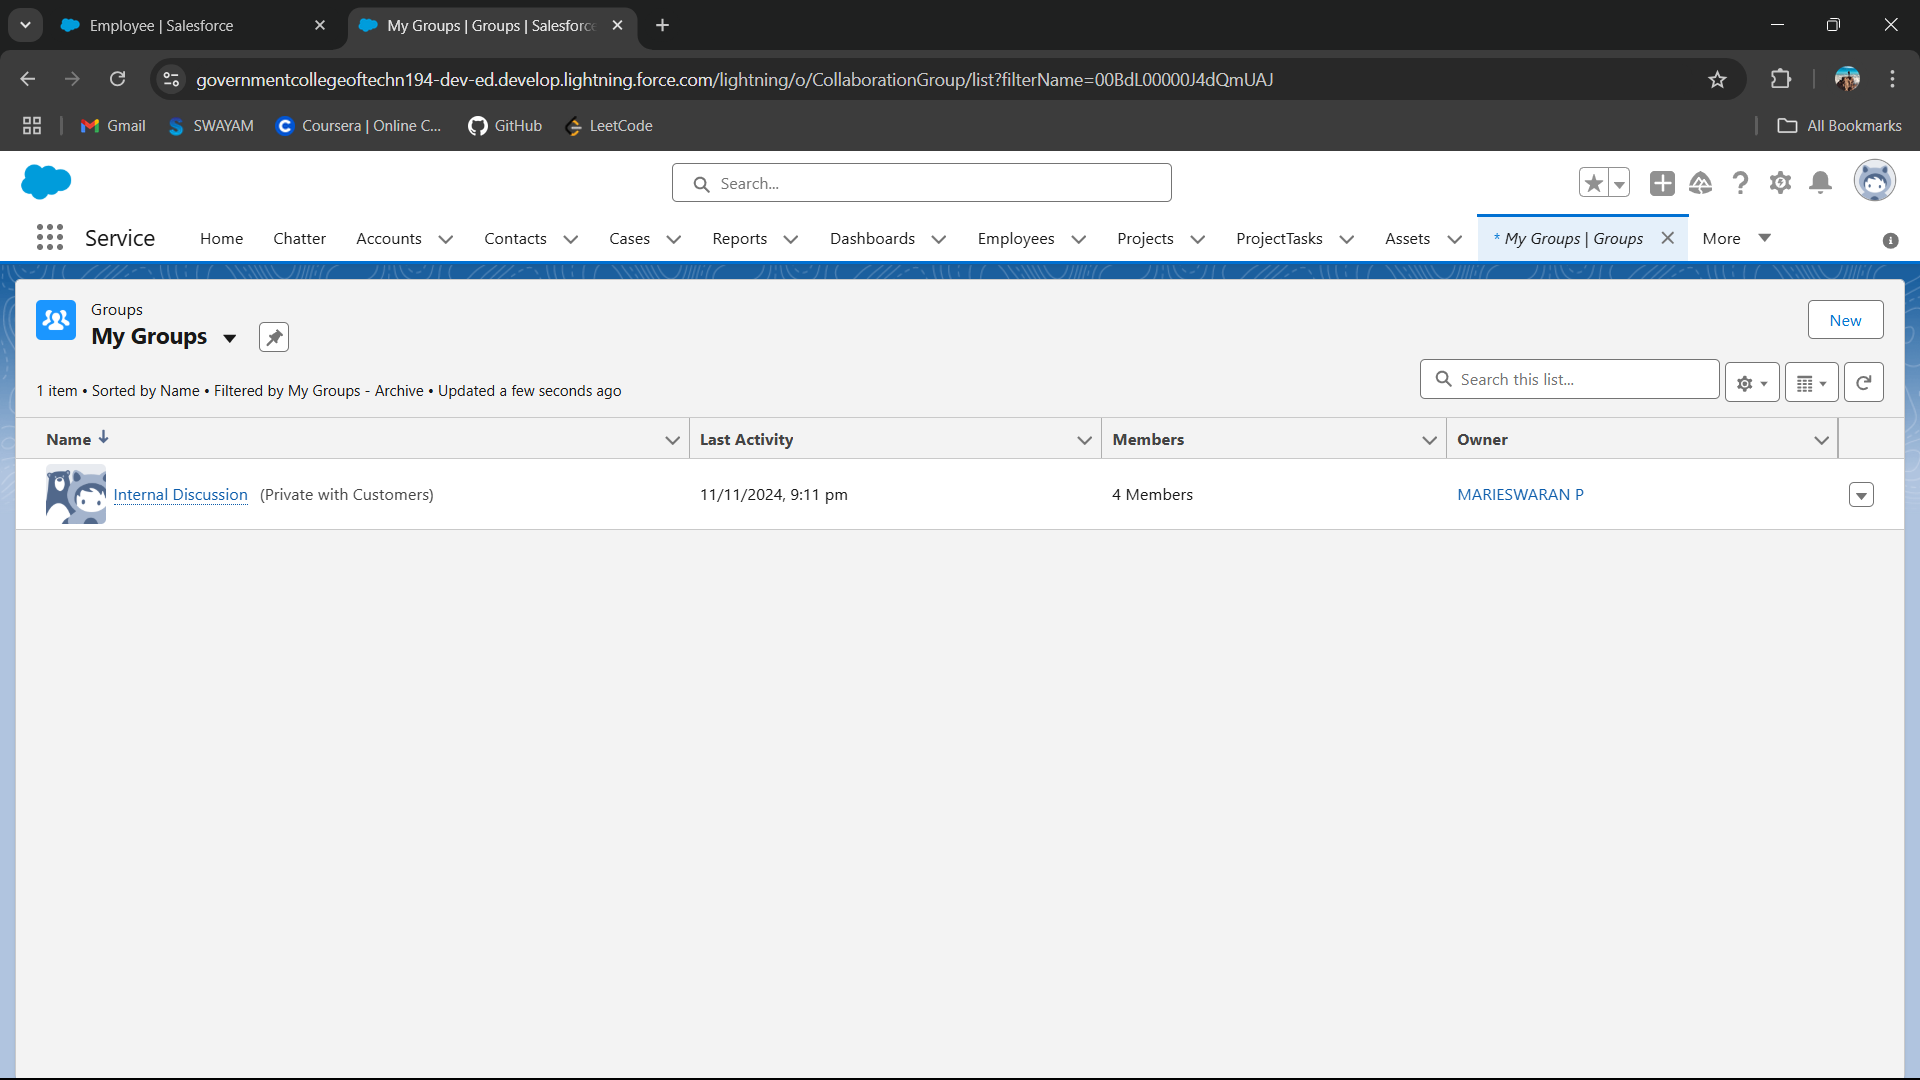 Employee | Salesforce
My Groups | Groups | Salesforce
governmentcollegeoftechn194-dev-ed.develop.lightning.force.com/lightning/o/CollaborationGroup/list?filterName=00BdL00000J4dQmUAJ
Gmail
SWAYAM
Coursera | Online C...
GitHub
LeetCode
All Bookmarks
Search...
Service
Home
Chatter
Accounts
Contacts
Cases
Reports
Dashboards
Employees
Projects
ProjectTasks
Assets
* My Groups | Groups
More
Groups
My Groups
New
1 item • Sorted by Name • Filtered by My Groups - Archive • Updated a few seconds ago
Search this list...
Name
Last Activity
Members
Owner
Internal Discussion (Private with Customers)
11/11/2024, 9:11 pm
4 Members
MARIESWARAN P